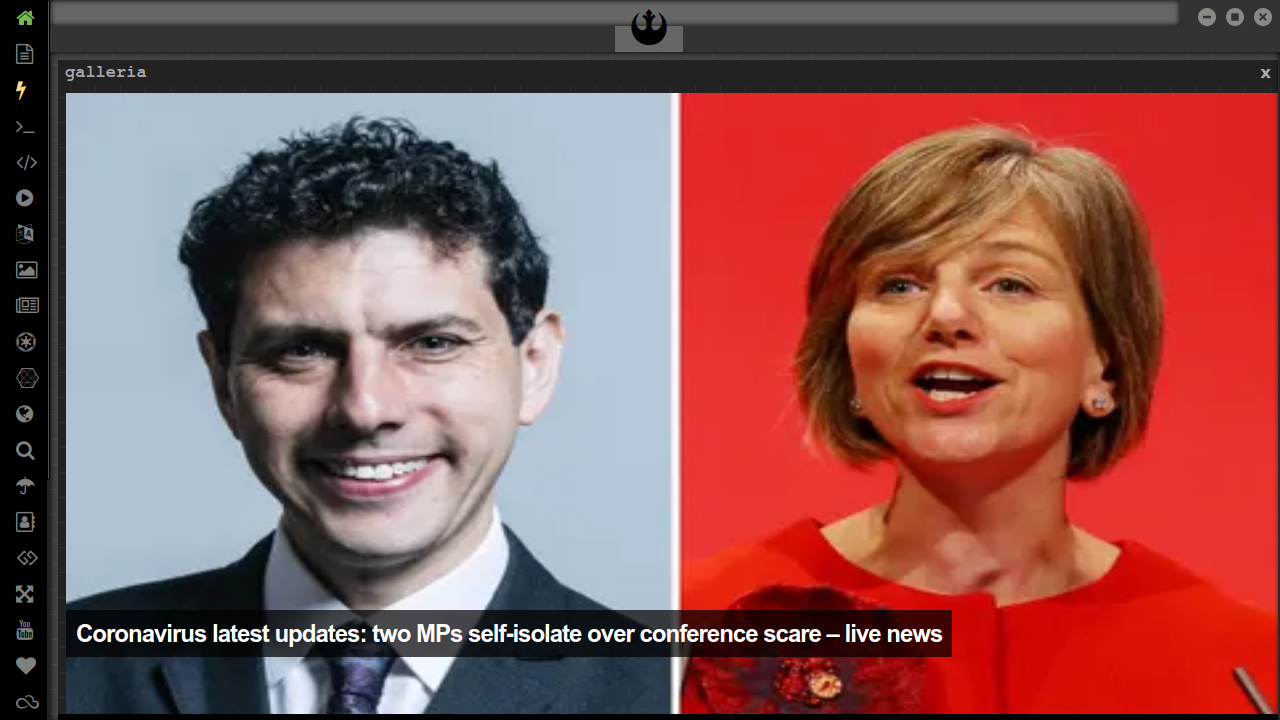 galleria
x
Coronavirus latest updates: two MPs self-isolate over conference scare – live news
You
Tube